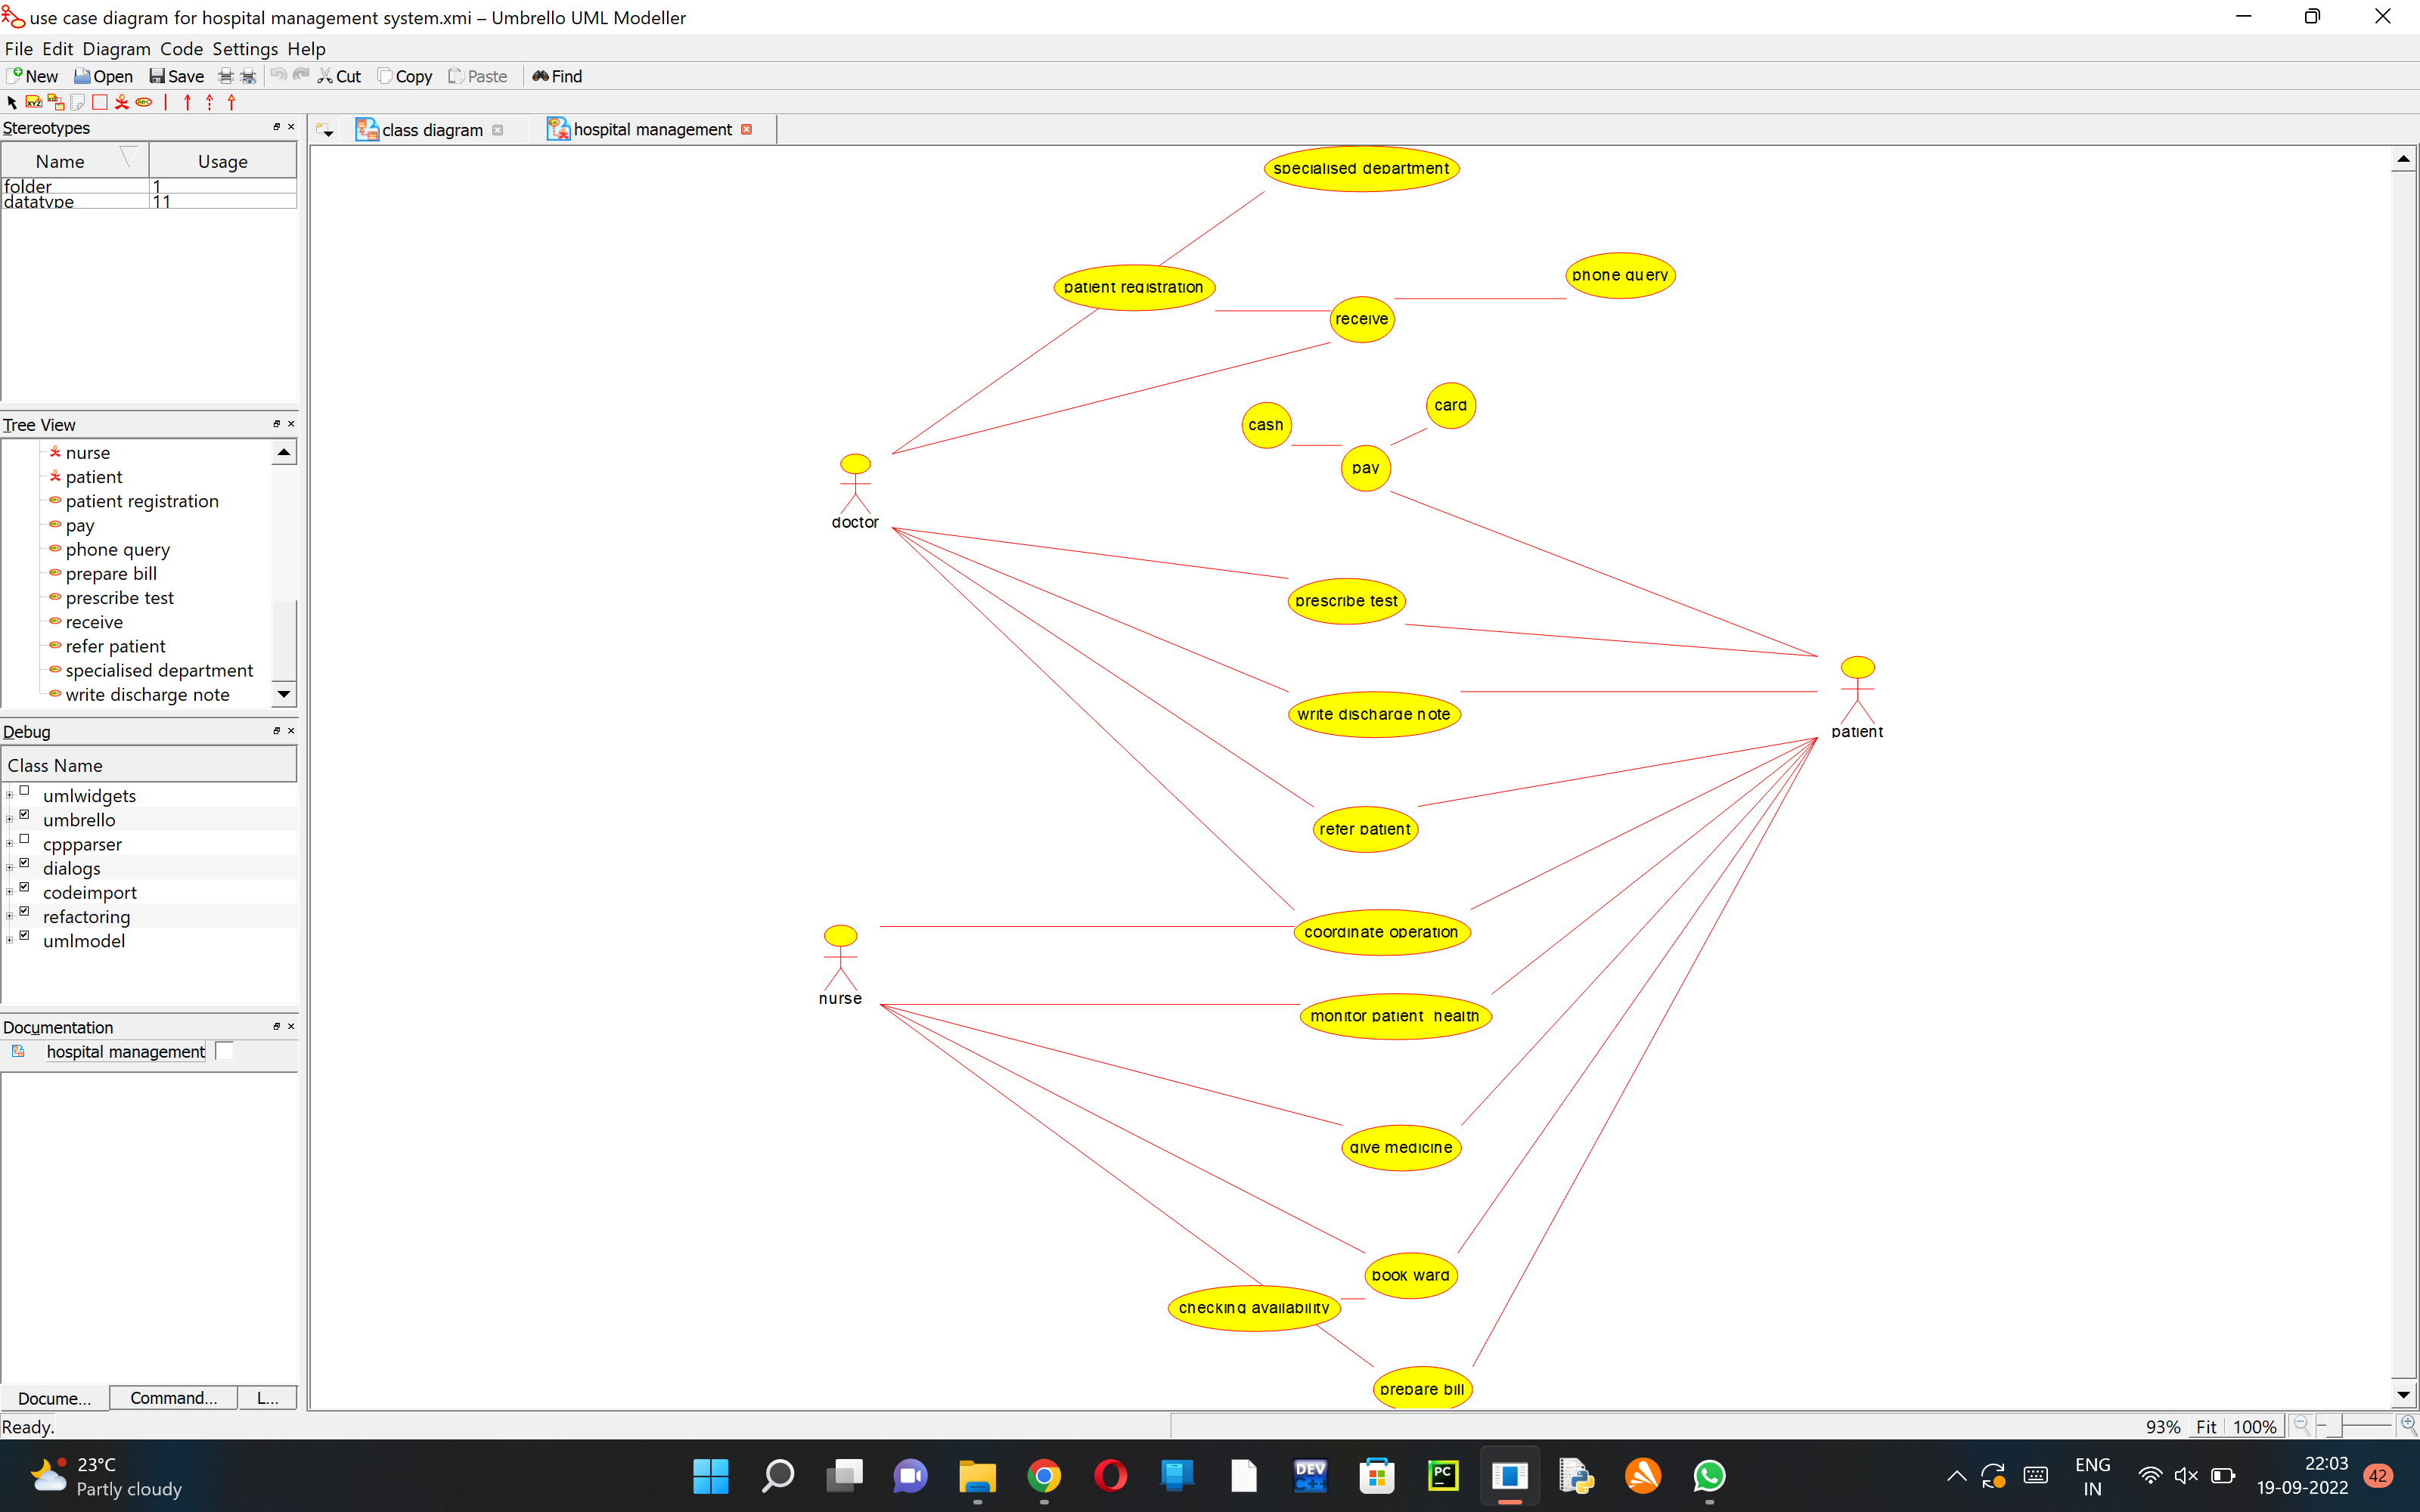 use case diagram for hospital management system.xmi – Umbrello UML Modeller
File Edit Diagram Code Settings Help
New Open Save Cut Copy Paste Find
Stereotypes
Name Usage
folder 1
datatype 11
Tree View
nurse
patient
patient registration
pay
phone query
prepare bill
prescribe test
receive
refer patient
specialised department
write discharge note
Debug
Class Name
umlwidgets
umbrello
cppparser
dialogs
codeimport
refactoring
umlmodel
Documentation
hospital management
Docume... Command... L...
class diagram hospital management
specialised department
phone query
patient registration
receive
card
cash
pay
doctor
prescribe test
write discharge note
patient
refer patient
coordinate operation
nurse
monitor patient health
give medicine
book ward
checking availability
prepare bill
Ready.
93% Fit 100%
23°C
Partly cloudy
DEV
C++
PC
ENG
IN
22:03
19-09-2022
42